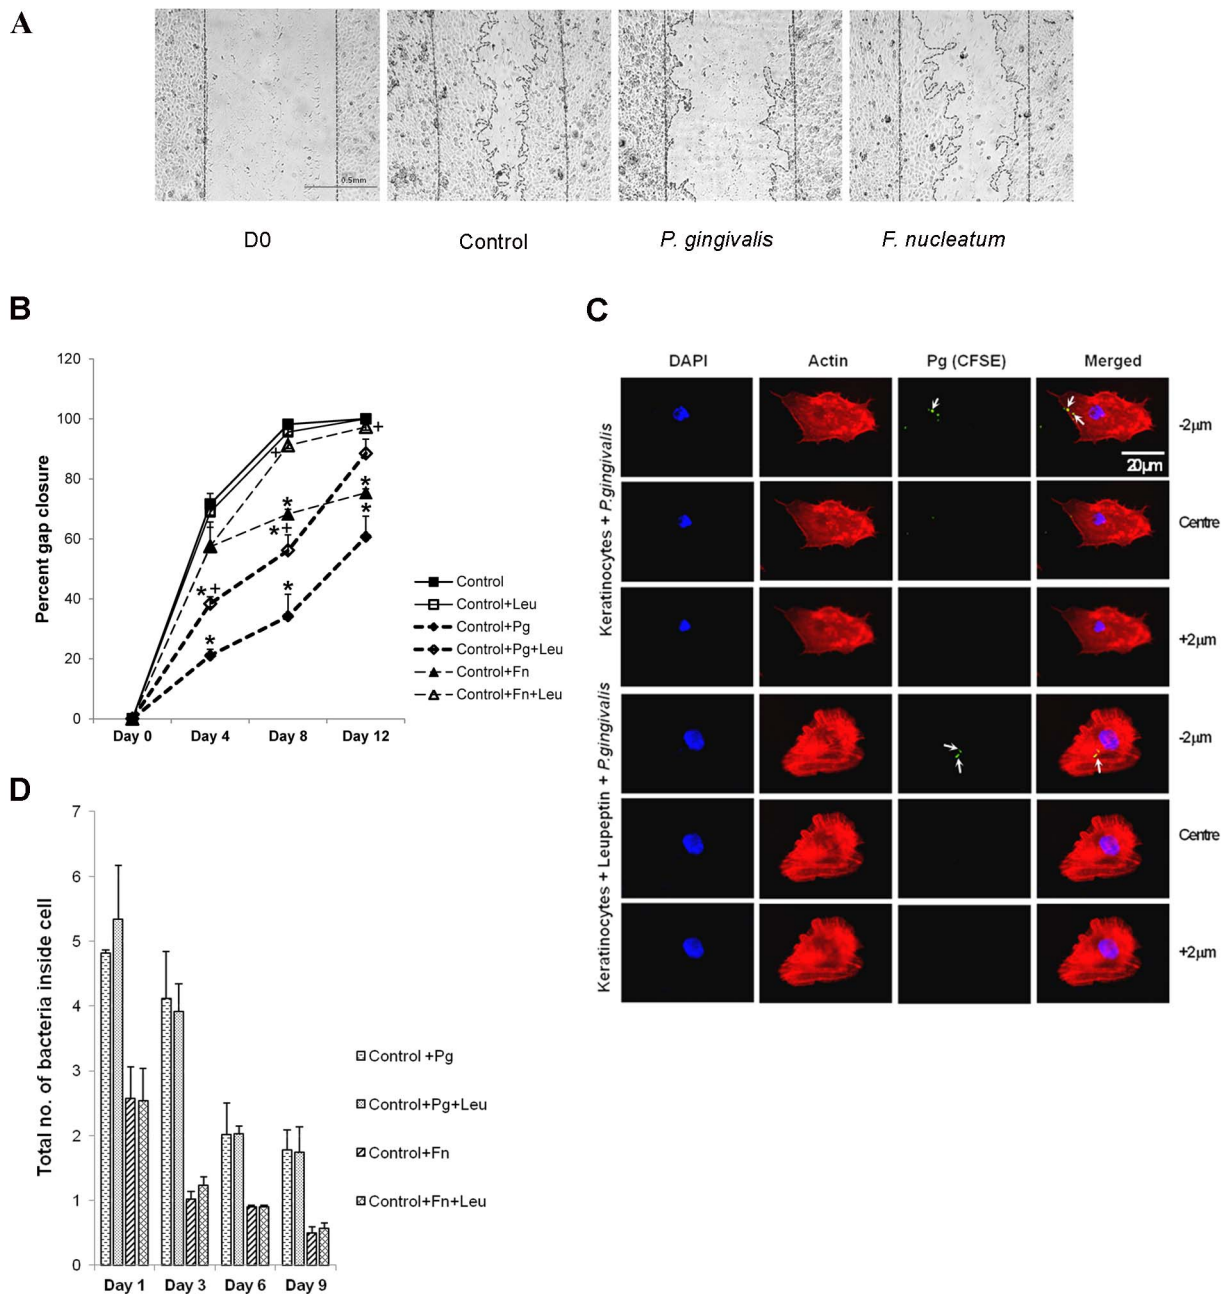 A
0.5mm
D0
Control
P. gingivalis
F. nucleatum
B
Percent gap closure
120
100
80
60
40
20
0
Day 0
Day 4
Day 8
Day 12
+
+
*
*
*+
*
*+
*
*
Control
Control+Leu
Control+Pg
Control+Pg+Leu
Control+Fn
Control+Fn+Leu
C
DAPI
Actin
Pg (CFSE)
Merged
Keratinocytes + P.gingivalis
-2µm
20µm
Centre
+2µm
Keratinocytes + Leupeptin + P.gingivalis
-2µm
Centre
+2µm
D
Total no. of bacteria inside cell
7
6
5
4
3
2
1
0
Day 1
Day 3
Day 6
Day 9
Control +Pg
Control+Pg+Leu
Control+Fn
Control+Fn+Leu